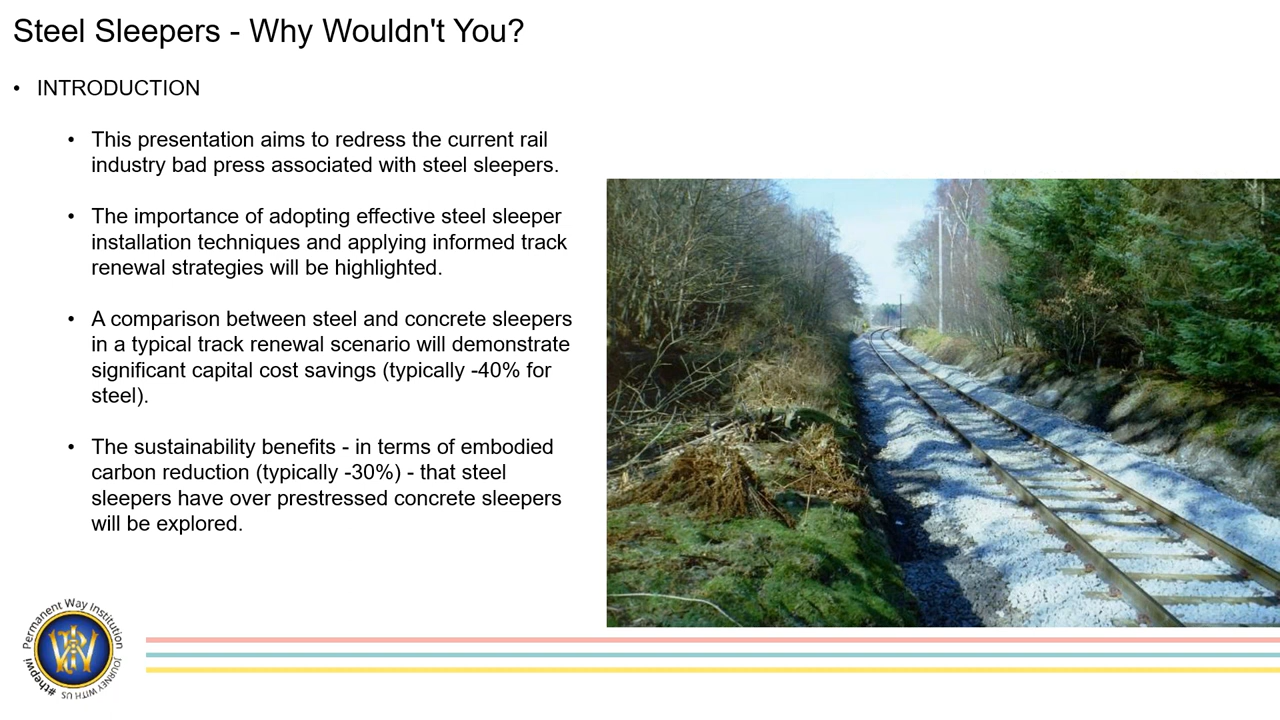 Steel Sleepers - Why Wouldn't You?
• INTRODUCTION
• This presentation aims to redress the current rail
industry bad press associated with steel sleepers.
• The importance of adopting effective steel sleeper
installation techniques and applying informed track
renewal strategies will be highlighted.
• A comparison between steel and concrete sleepers
in a typical track renewal scenario will demonstrate
significant capital cost savings (typically -40% for
steel).
• The sustainability benefits - in terms of embodied
carbon reduction (typically -30%) - that steel
sleepers have over prestressed concrete sleepers
will be explored.
Permanent Way Institution
#thepwi
JOURNEY WITH US
PWI